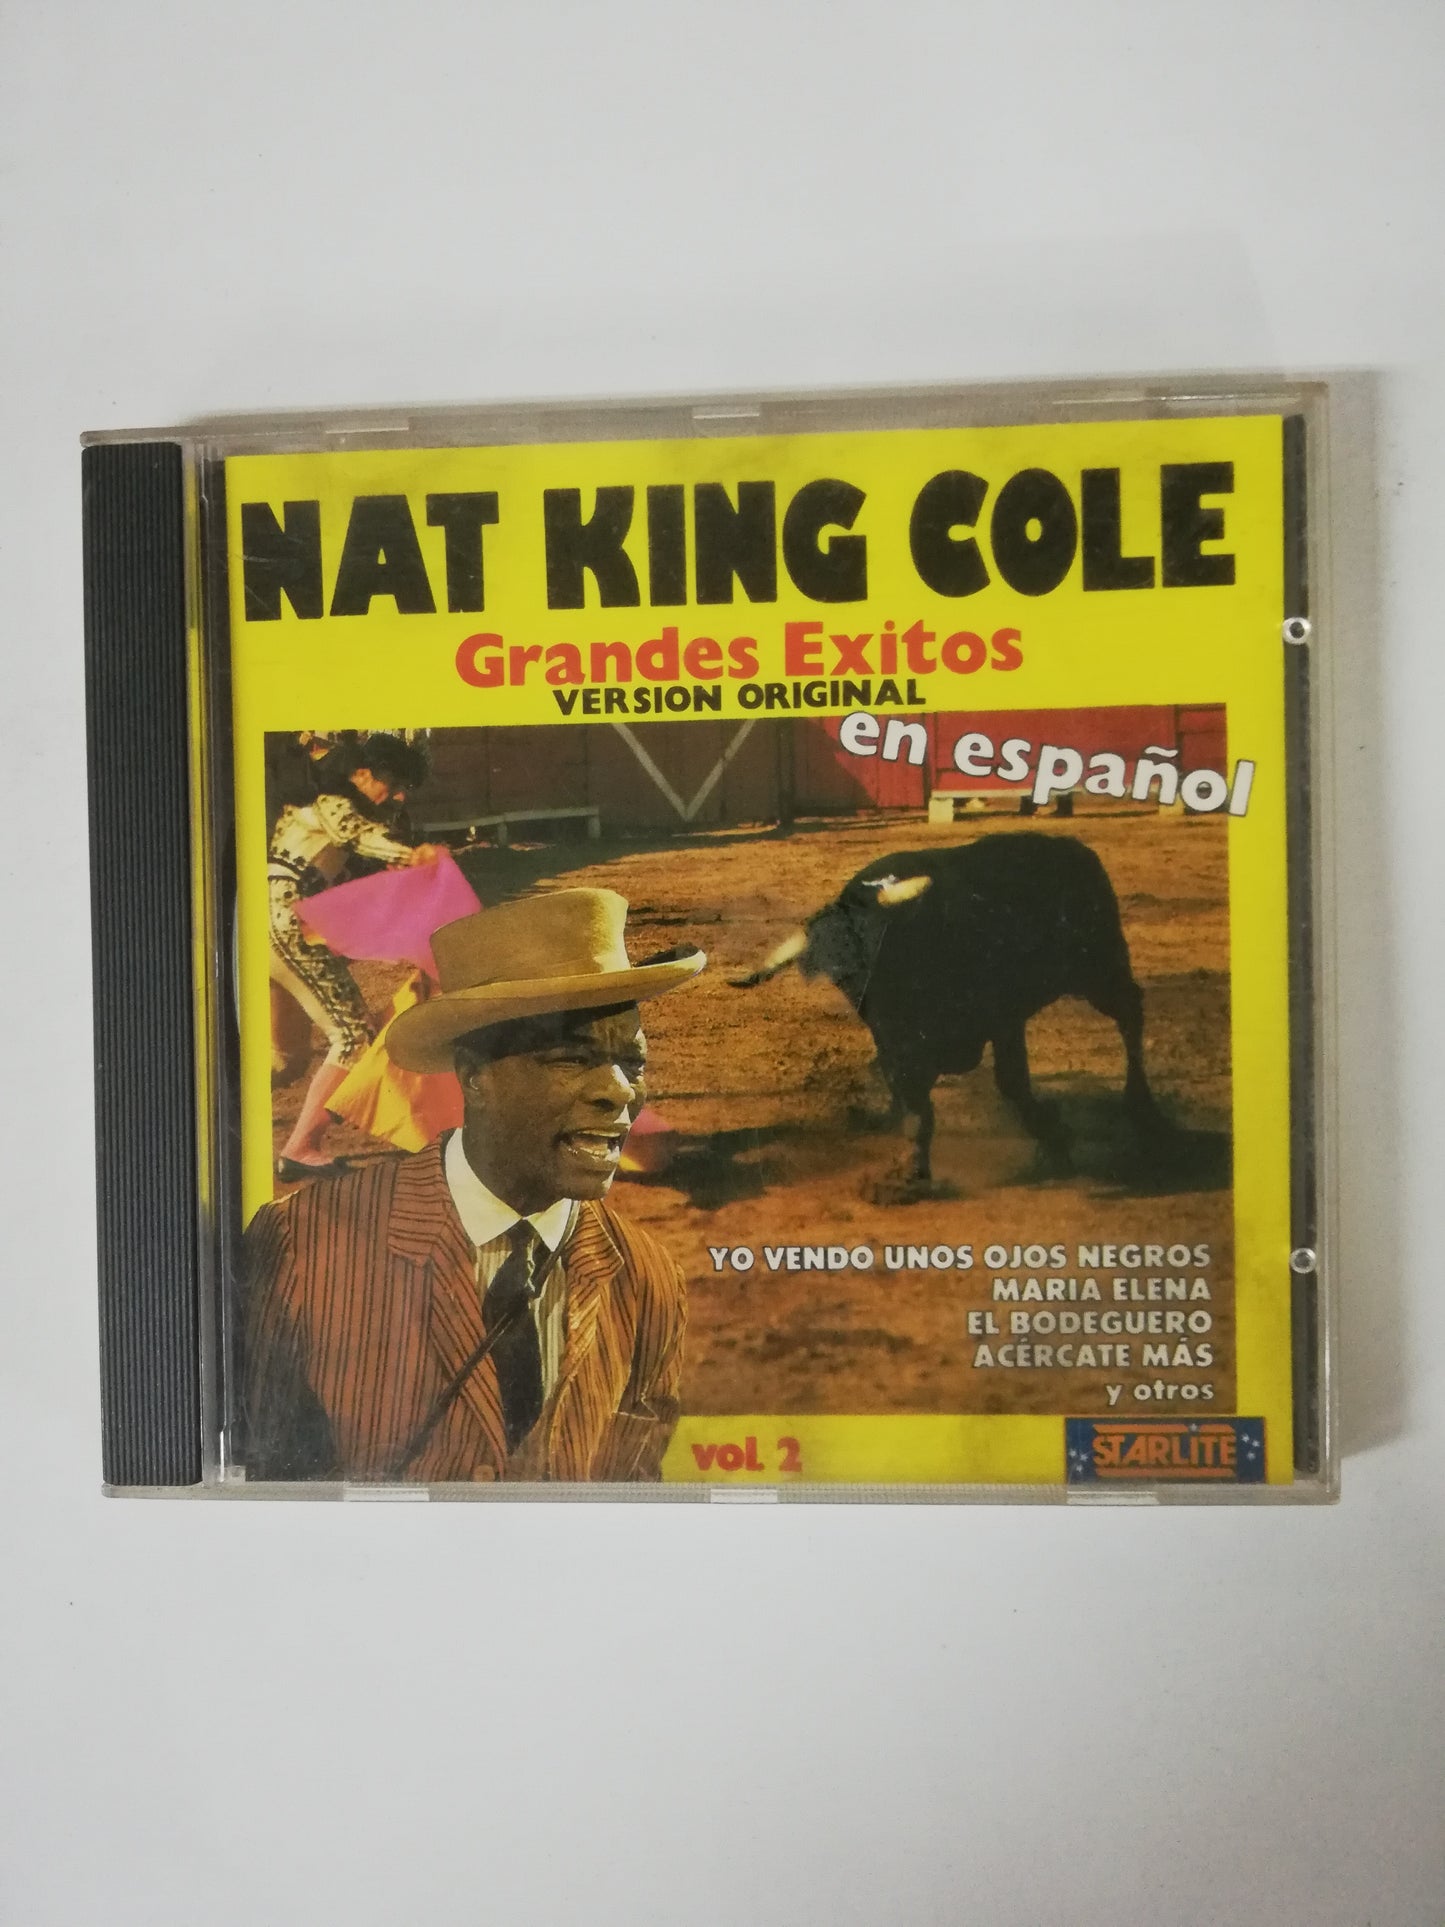 NAT KING COLE
Grandes Exitos
VERSION ORIGINAL
en español
YO VENDO UNOS OJOS NEGROS
MARIA ELENA
EL BODEGUERO
ACÉRCATE MÁS
y otros
vol. 2
STARLITE